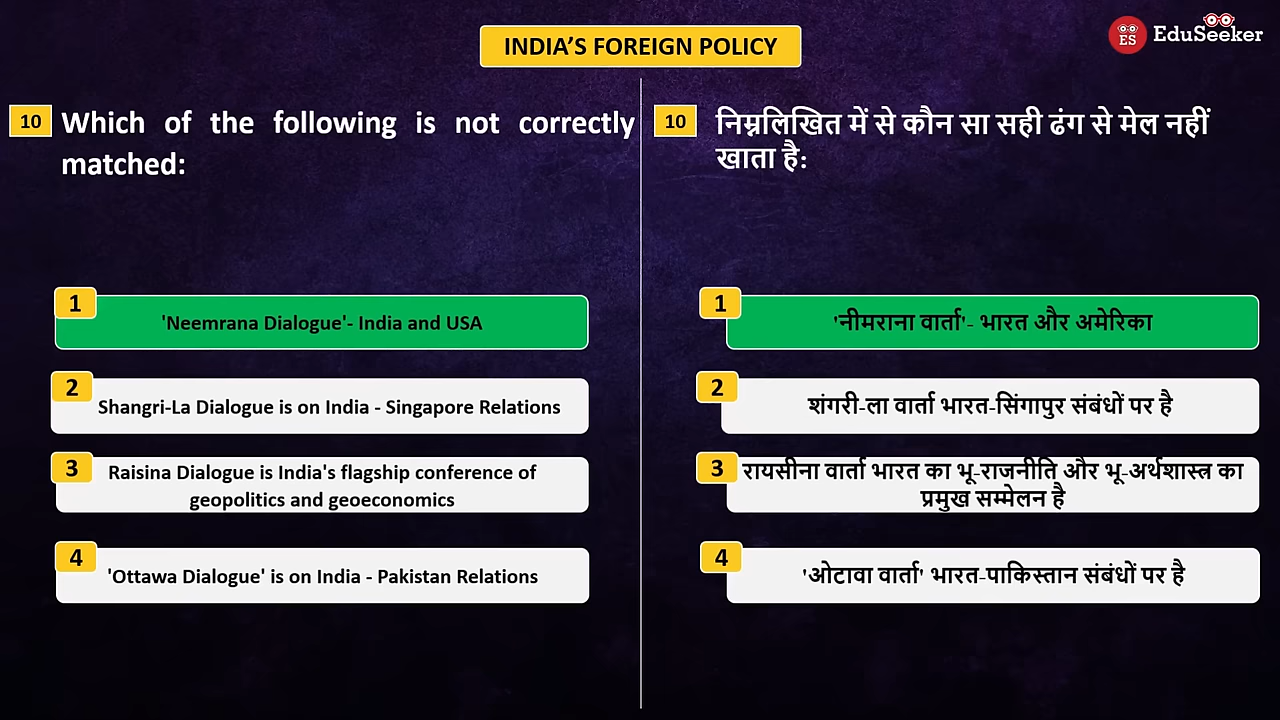 INDIA’S FOREIGN POLICY
ES EduSeeker
10 Which of the following is not correctly
matched:
1
'Neemrana Dialogue'- India and USA
2
Shangri-La Dialogue is on India - Singapore Relations
3
Raisina Dialogue is India's flagship conference of
geopolitics and geoeconomics
4
'Ottawa Dialogue' is on India - Pakistan Relations
10 निम्नलिखित में से कौन सा सही ढंग से मेल नहीं
खाता है:
1
'नीमराना वार्ता'- भारत और अमेरिका
2
शंगरी-ला वार्ता भारत-सिंगापुर संबंधों पर है
3
रायसीना वार्ता भारत का भू-राजनीति और भू-अर्थशास्त्र का
प्रमुख सम्मेलन है
4
'ओटावा वार्ता' भारत-पाकिस्तान संबंधों पर है